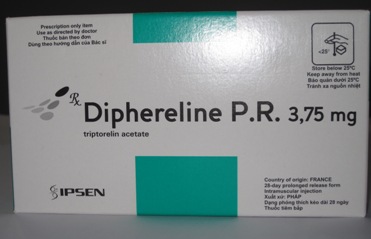 Prescription only item
Use as directed by doctor
Thuốc bán theo đơn
Dùng theo hướng dẫn của Bác sĩ
<25°
Store below 25°C
Keep away from heat
Bảo quản dưới 25°C
Tránh xa nguồn nhiệt
Rx
Diphereline P.R. 3,75 mg
triptorelin acetate
IPSEN
Country of origin: FRANCE
28-day prolonged release form
Intramuscular injection
Xuất sứ: PHÁP
Dạng phóng thích kéo dài 28 ngày
Thuốc tiêm bắp